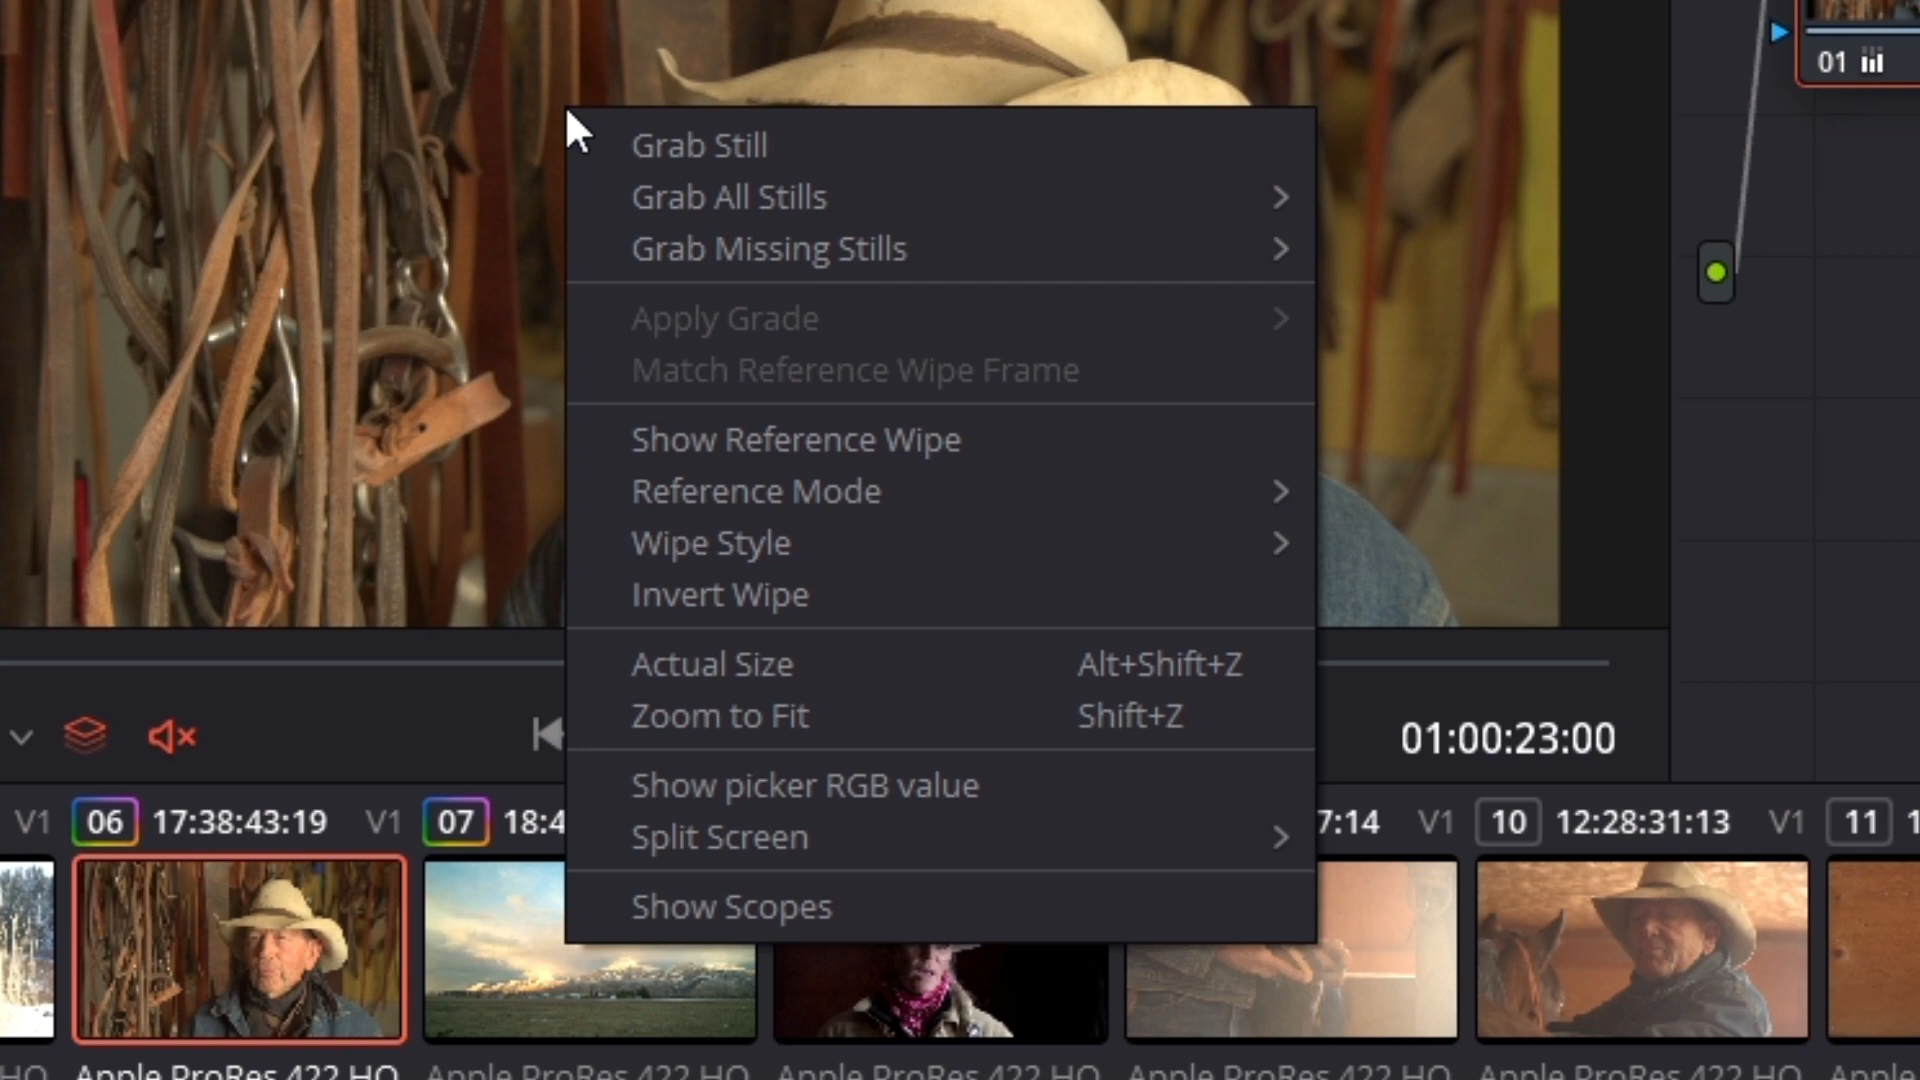 01
Grab Still
Grab All Stills
Grab Missing Stills
Apply Grade
Match Reference Wipe Frame
Show Reference Wipe
Reference Mode
Wipe Style
Invert Wipe
Actual Size Alt+Shift+Z
Zoom to Fit Shift+Z
Show picker RGB value
Split Screen
Show Scopes
01:00:23:00
V1 06 17:38:43:19 V1 07 18:4 7:14 V1 10 12:28:31:13 V1 11 1
HQ Apple ProRes 422 HQ Apple ProRes 422 HQ Apple ProRes 422 HQ Apple ProRes 422 HQ Apple ProRes 422 HQ Apple